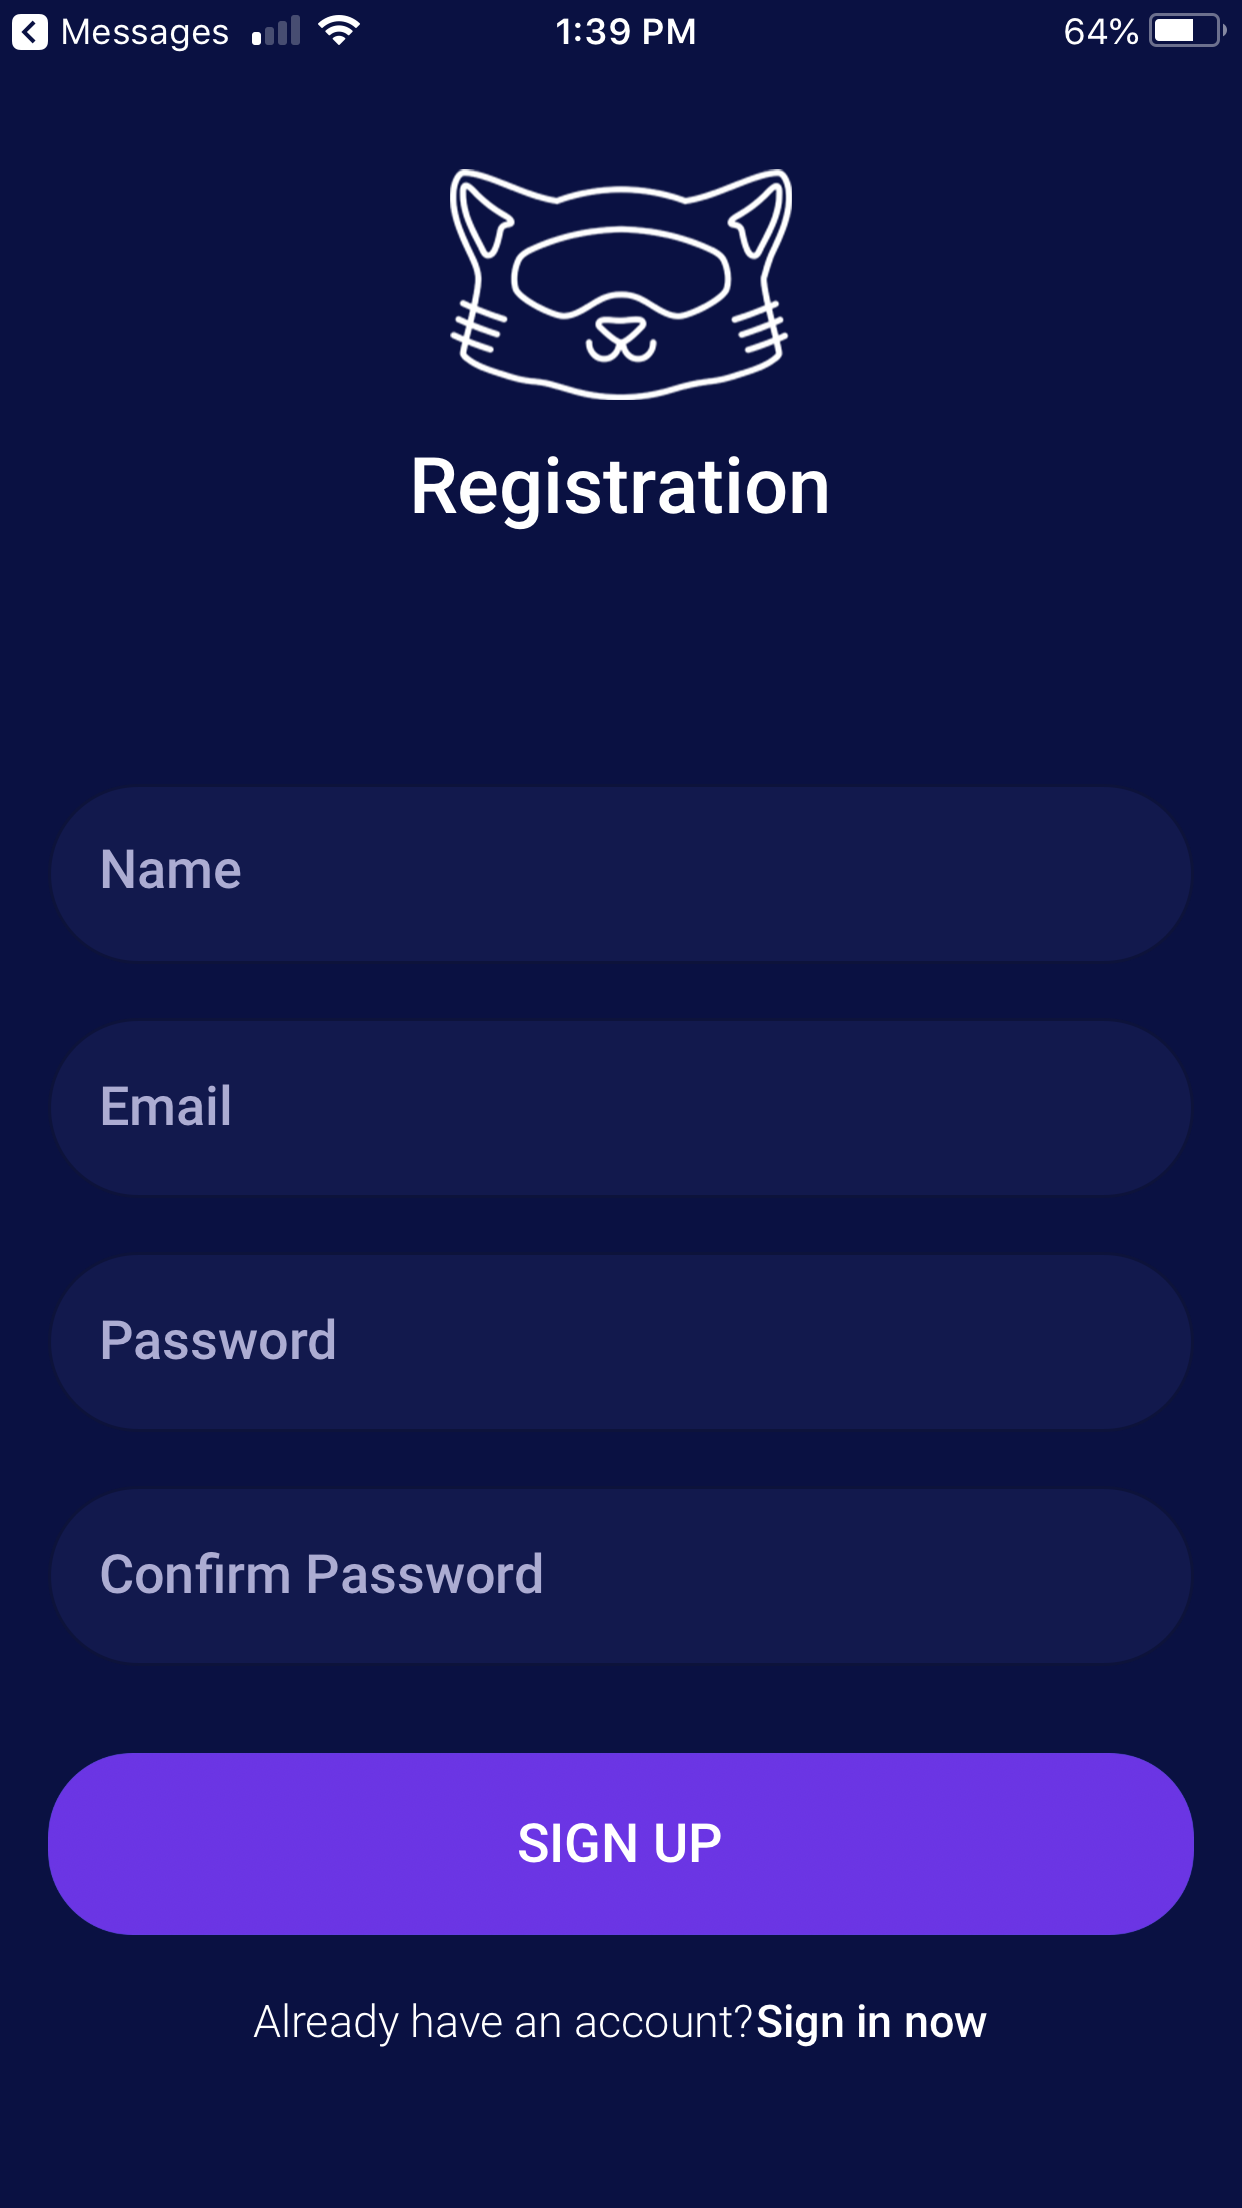 Messages 1:39 PM 64%
Registration
Name
Email
Password
Confirm Password
SIGN UP
Already have an account?Sign in now